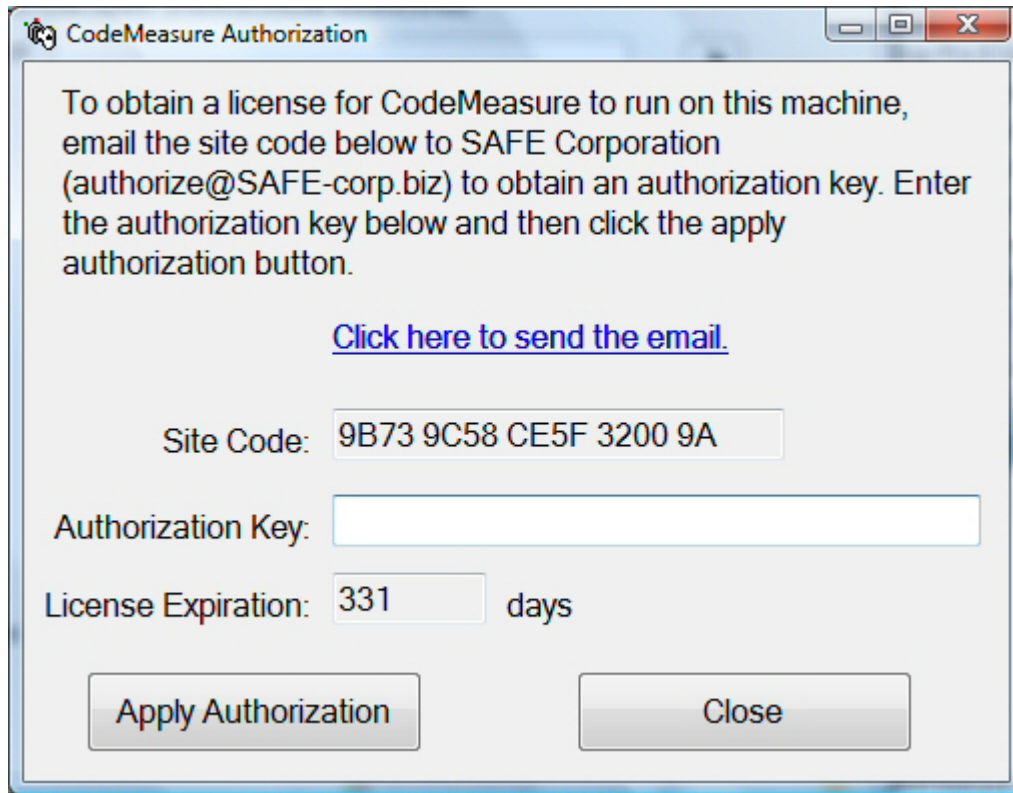 CodeMeasure Authorization
To obtain a license for CodeMeasure to run on this machine,
email the site code below to SAFE Corporation
(authorize@SAFE-corp.biz) to obtain an authorization key. Enter
the authorization key below and then click the apply
authorization button.
Click here to send the email.
Site Code: 9B73 9C58 CE5F 3200 9A
Authorization Key:
License Expiration: 331 days
Apply Authorization Close